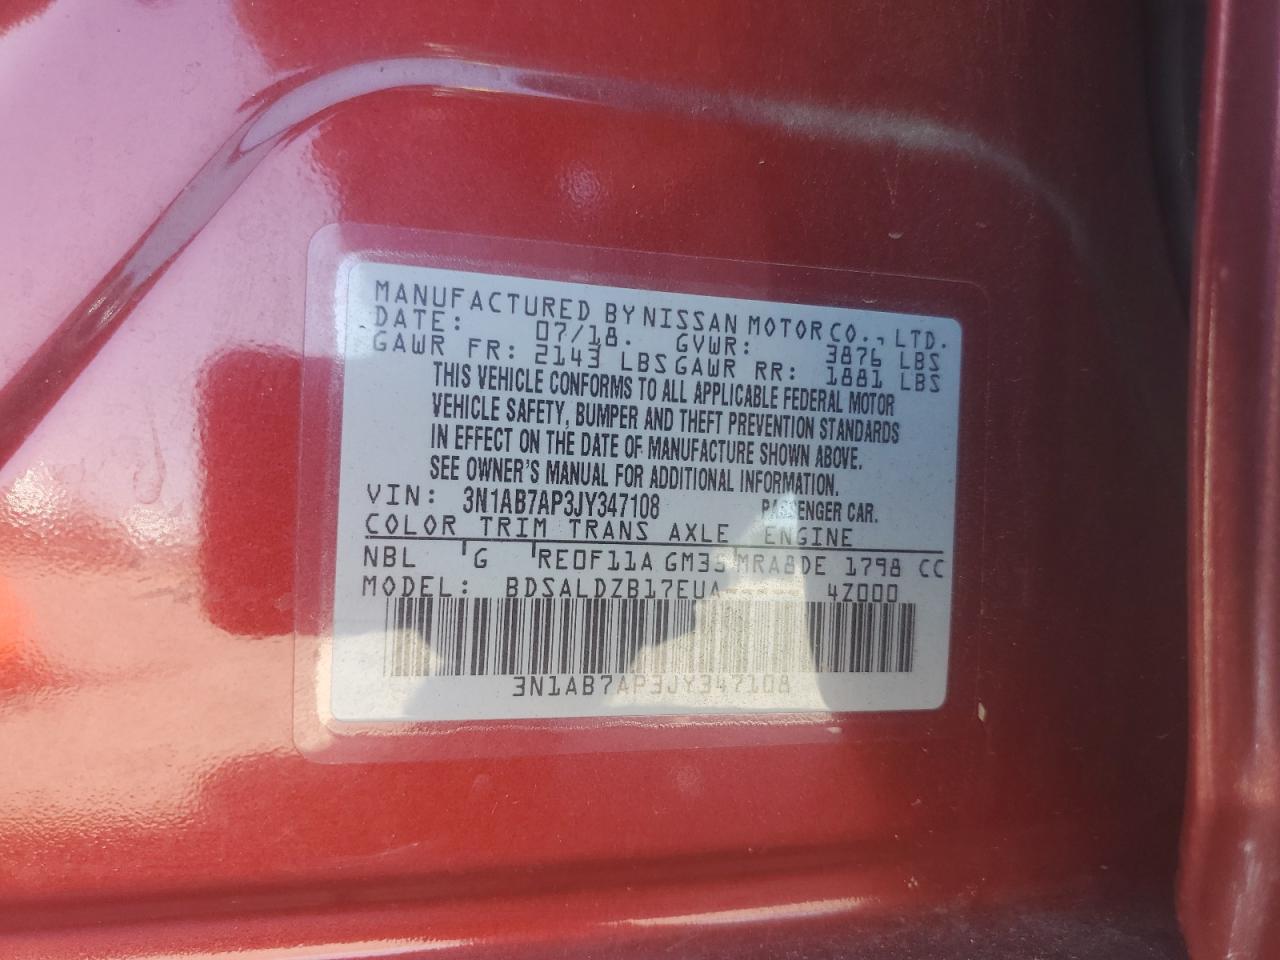 MANUFACTURED BY NISSAN MOTOR CO., LTD.
DATE: 07/18. GVWR: 3876 LBS
GAWR FR: 2143 LBS GAWR RR: 1881 LBS
THIS VEHICLE CONFORMS TO ALL APPLICABLE FEDERAL MOTOR
VEHICLE SAFETY, BUMPER AND THEFT PREVENTION STANDARDS
IN EFFECT ON THE DATE OF MANUFACTURE SHOWN ABOVE.
SEE OWNER'S MANUAL FOR ADDITIONAL INFORMATION.
VIN: 3N1AB7AP3JY347108 PASSENGER CAR.
COLOR TRIM TRANS AXLE ENGINE
NBL G RE0F11A GM35 MRA8DE 1798 CC
MODEL: BDSALDZB17EUA----- 4Z000
3N1AB7AP3JY347108